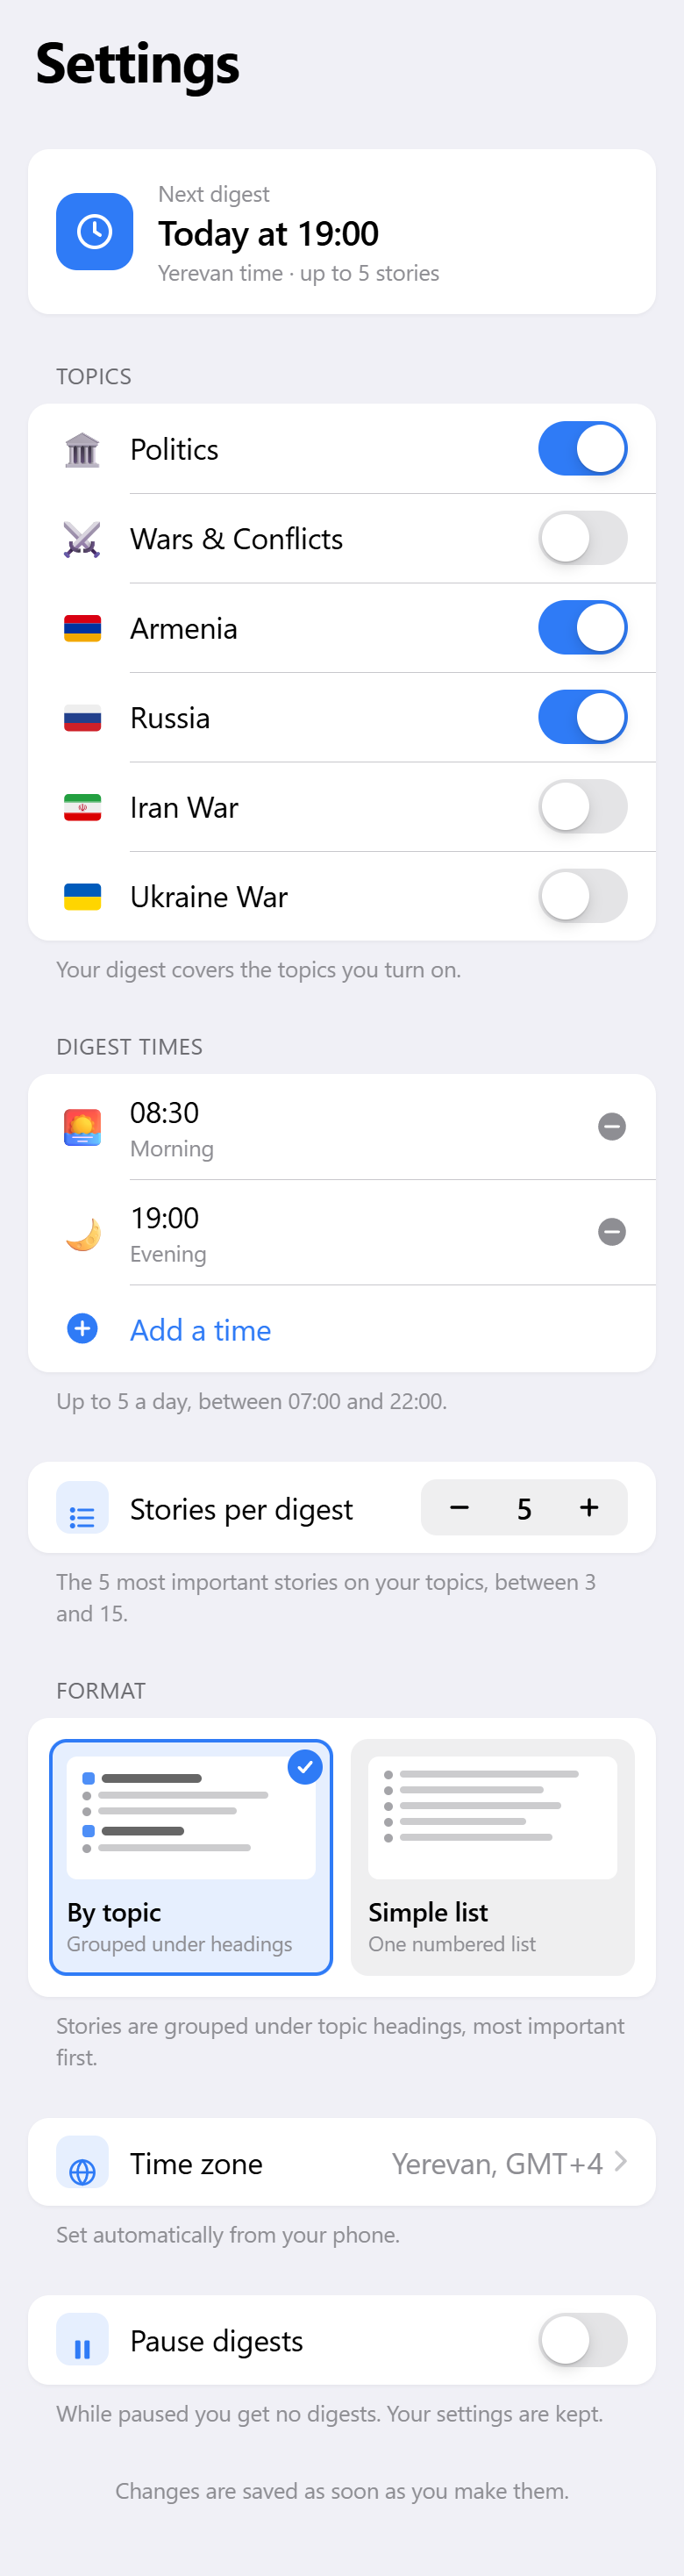 Settings
Next digest
Today at 19:00
Yerevan time · up to 5 stories
TOPICS
Politics
Wars & Conflicts
Armenia
Russia
Iran War
Ukraine War
Your digest covers the topics you turn on.
DIGEST TIMES
08:30
Morning
19:00
Evening
Add a time
Up to 5 a day, between 07:00 and 22:00.
Stories per digest
− 5 +
The 5 most important stories on your topics, between 3
and 15.
FORMAT
By topic
Grouped under headings
Simple list
One numbered list
Stories are grouped under topic headings, most important
first.
Time zone
Yerevan, GMT+4
Set automatically from your phone.
Pause digests
While paused you get no digests. Your settings are kept.
Changes are saved as soon as you make them.